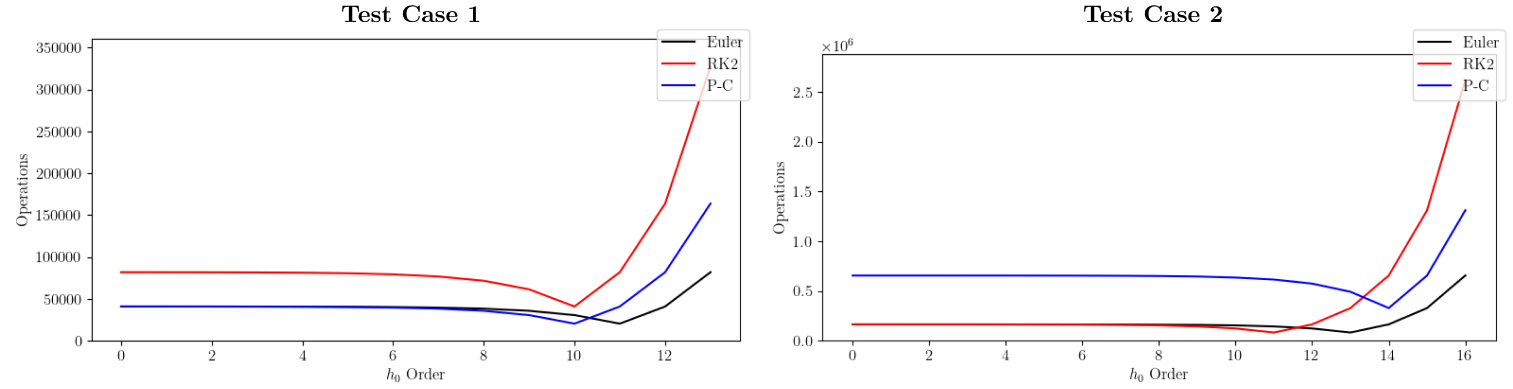 Test Case 1
Euler
RK2
P-C
350000
300000
250000
200000
150000
100000
50000
0
Operations
0 2 4 6 8 10 12
h₀ Order
Test Case 2
×10⁶
Euler
RK2
P-C
2.5
2.0
1.5
1.0
0.5
0.0
Operations
0 2 4 6 8 10 12 14 16
h₀ Order